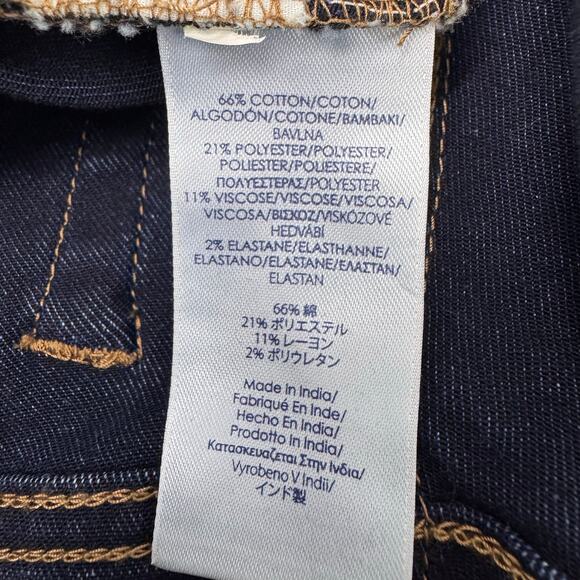 66% COTTON/COTON/
ALGODÓN/COTONE/ΒΑΜΒΑΚΙ/
BAVLNA
21% POLYESTER/POLYESTER/
POLIESTER/POLIESTERE/
ΠΟΛΥΕΣΤΕΡΑΣ/POLYESTER
11% VISCOSE/VISCOSE/VISCOSA/
VISCOSA/ΒΙΣΚΟΖ/VISKÓZOVÉ
HEDVÁBÍ
2% ELASTANE/ELASTHANNE/
ELASTANO/ELASTANE/ΕΛΑΣΤΑΝ/
ELASTAN
66% 綿
21% ポリエステル
11% レーヨン
2% ポリウレタン
Made In India/
Fabriqué En Inde/
Hecho En India/
Prodotto In India/
Κατασκευαζεται Στην Ινδια/
Vyrobeno V Indii/
インド製